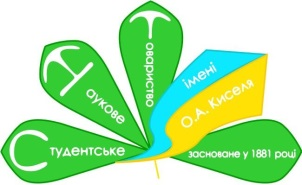 Студентське
Наукове
Товариство
імені
О.А. Киселя
засноване у 1881 році